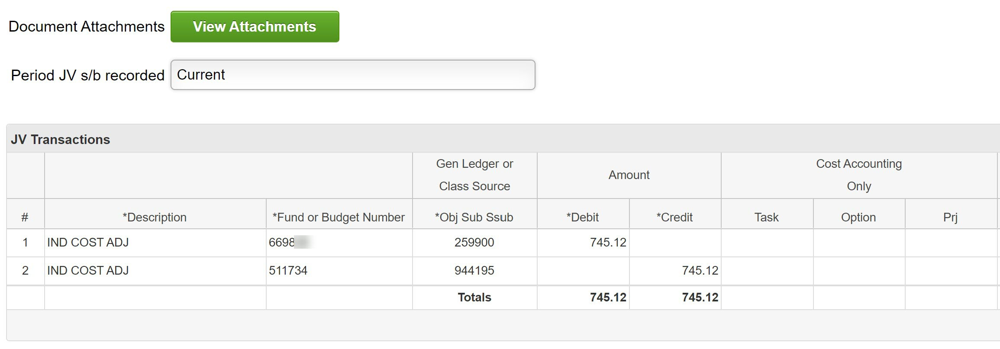 Document Attachments View Attachments
Period JV s/b recorded Current
JV Transactions
Gen Ledger or Class Source Amount Cost Accounting Only
# *Description *Fund or Budget Number *Obj Sub Ssub *Debit *Credit Task Option Prj
1 IND COST ADJ 6698 259900 745.12
2 IND COST ADJ 511734 944195 745.12
Totals 745.12 745.12